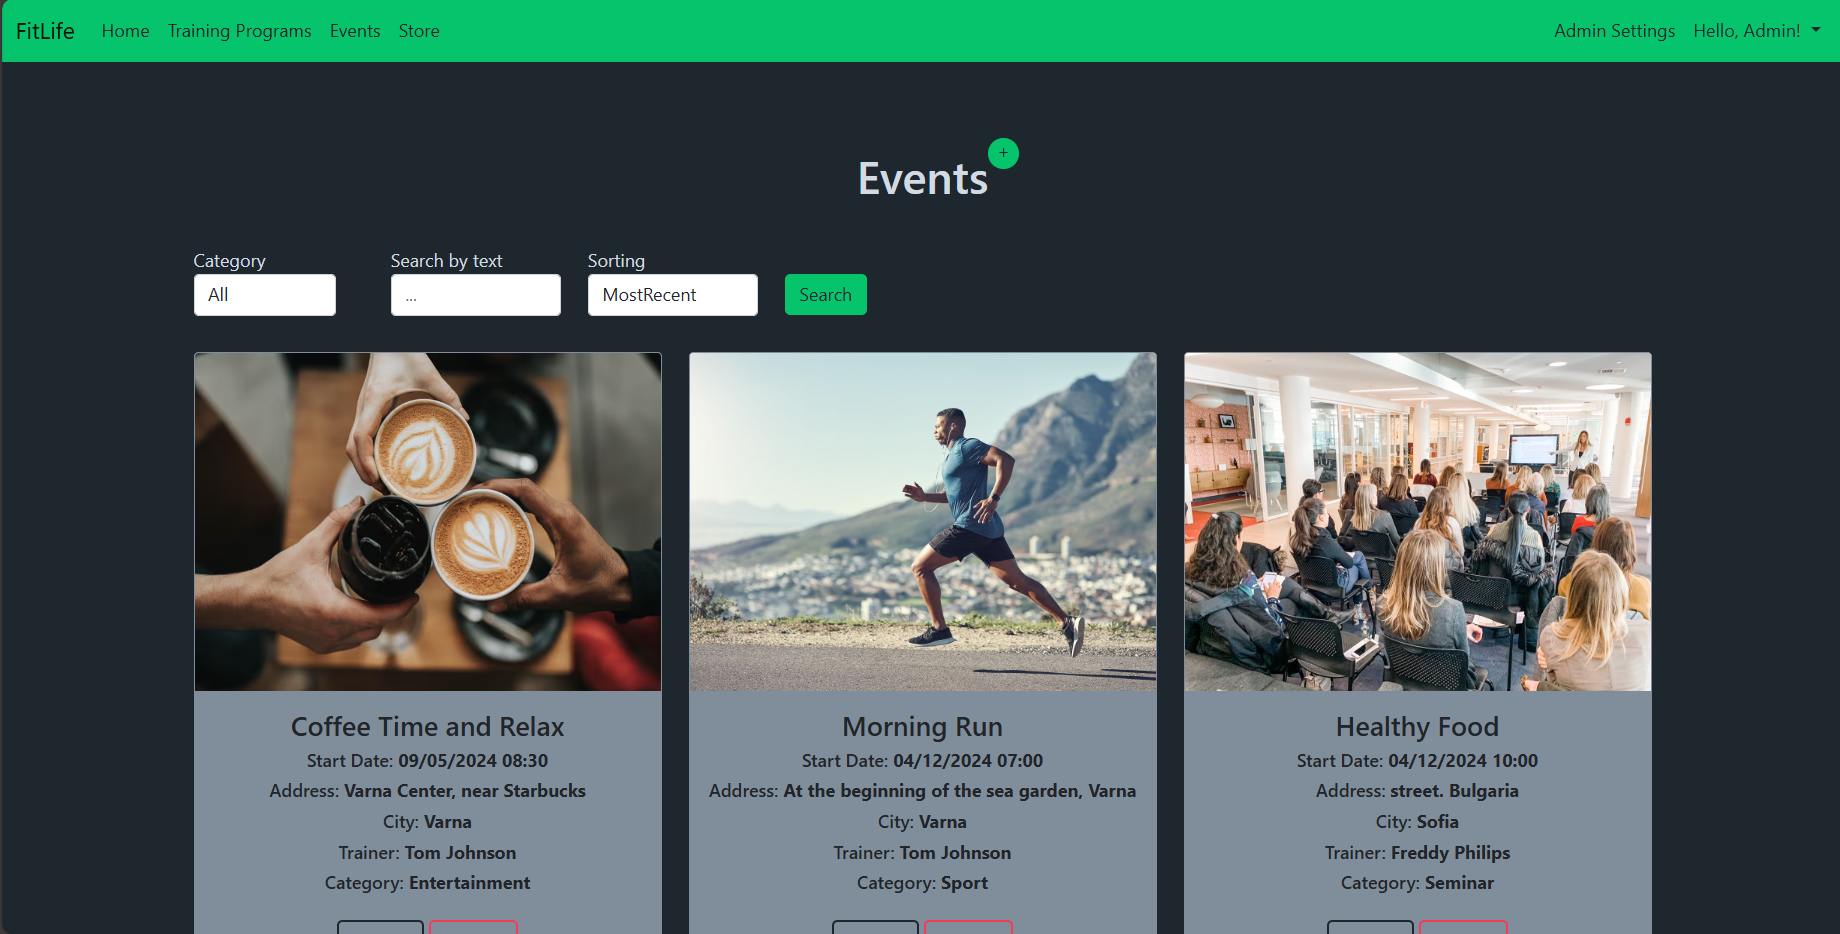 FitLife Home Training Programs Events Store Admin Settings Hello, Admin!
Events +
Category Search by text Sorting
All ... MostRecent Search
Coffee Time and Relax
Start Date: 09/05/2024 08:30
Address: Varna Center, near Starbucks
City: Varna
Trainer: Tom Johnson
Category: Entertainment
Morning Run
Start Date: 04/12/2024 07:00
Address: At the beginning of the sea garden, Varna
City: Varna
Trainer: Tom Johnson
Category: Sport
Healthy Food
Start Date: 04/12/2024 10:00
Address: street. Bulgaria
City: Sofia
Trainer: Freddy Philips
Category: Seminar